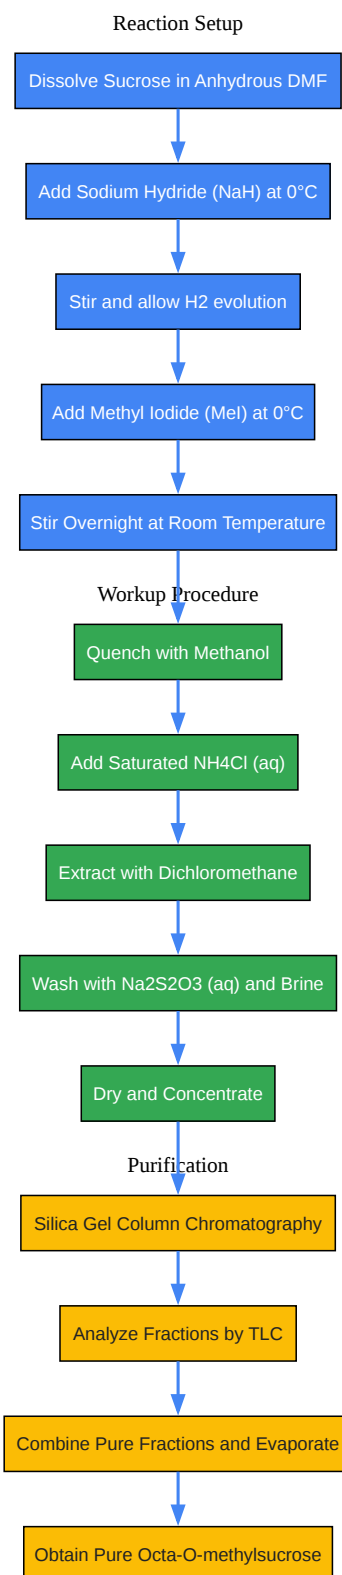 Reaction Setup
Dissolve Sucrose in Anhydrous DMF
Add Sodium Hydride (NaH) at 0°C
Stir and allow H2 evolution
Add Methyl Iodide (MeI) at 0°C
Stir Overnight at Room Temperature
Workup Procedure
Quench with Methanol
Add Saturated NH4Cl (aq)
Extract with Dichloromethane
Wash with Na2S2O3 (aq) and Brine
Dry and Concentrate
Purification
Silica Gel Column Chromatography
Analyze Fractions by TLC
Combine Pure Fractions and Evaporate
Obtain Pure Octa-O-methylsucrose